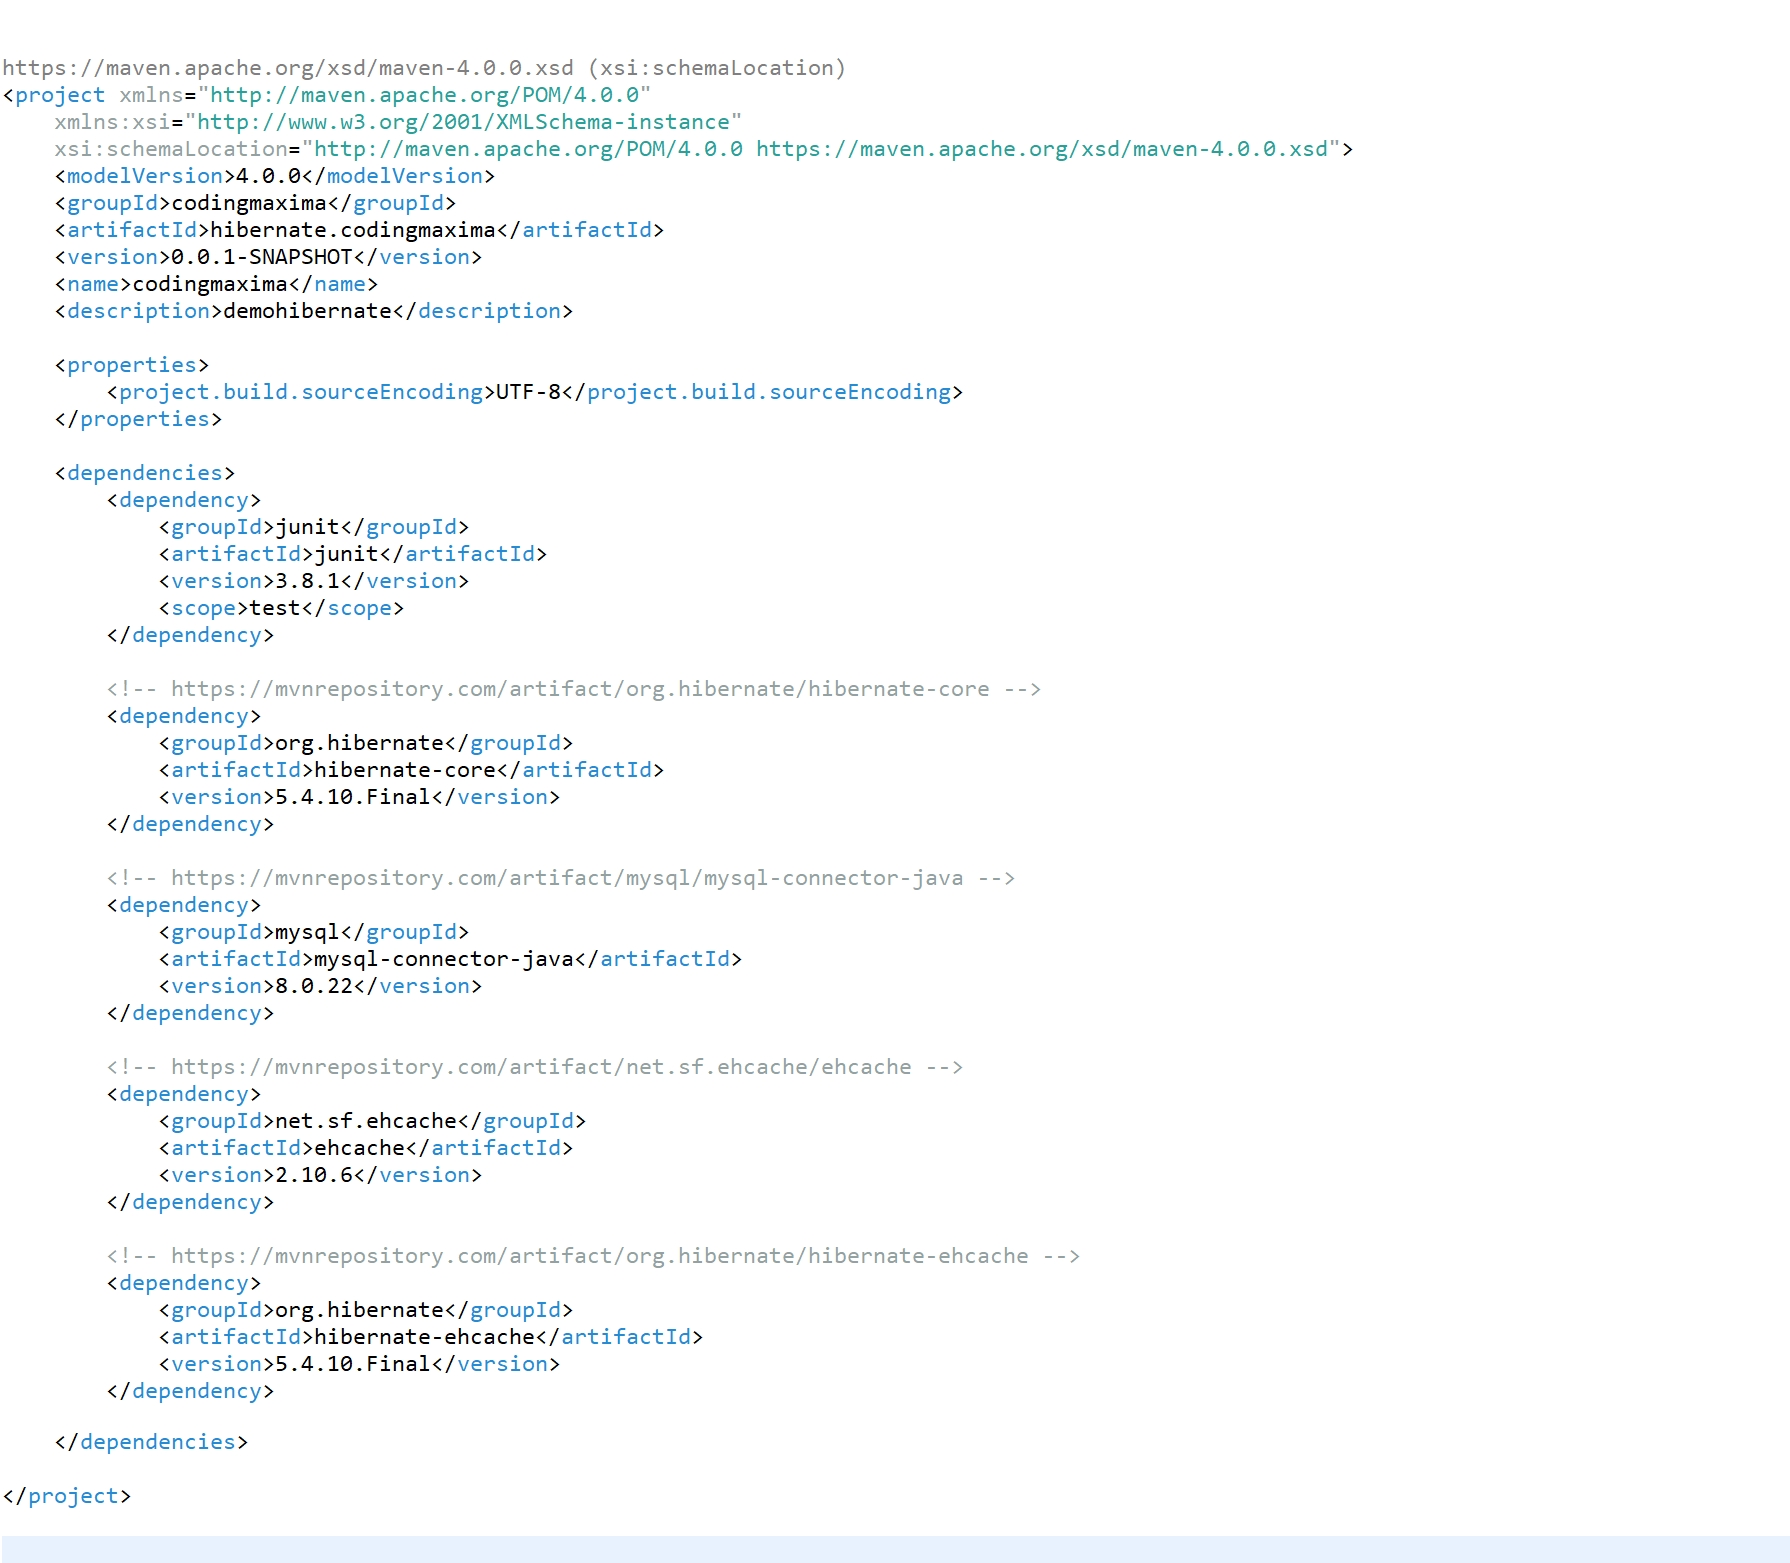 https://maven.apache.org/xsd/maven-4.0.0.xsd (xsi:schemaLocation)
<project xmlns="http://maven.apache.org/POM/4.0.0"
    xmlns:xsi="http://www.w3.org/2001/XMLSchema-instance"
    xsi:schemaLocation="http://maven.apache.org/POM/4.0.0 https://maven.apache.org/xsd/maven-4.0.0.xsd">
    <modelVersion>4.0.0</modelVersion>
    <groupId>codingmaxima</groupId>
    <artifactId>hibernate.codingmaxima</artifactId>
    <version>0.0.1-SNAPSHOT</version>
    <name>codingmaxima</name>
    <description>demohibernate</description>

    <properties>
        <project.build.sourceEncoding>UTF-8</project.build.sourceEncoding>
    </properties>

    <dependencies>
        <dependency>
            <groupId>junit</groupId>
            <artifactId>junit</artifactId>
            <version>3.8.1</version>
            <scope>test</scope>
        </dependency>

        <!-- https://mvnrepository.com/artifact/org.hibernate/hibernate-core -->
        <dependency>
            <groupId>org.hibernate</groupId>
            <artifactId>hibernate-core</artifactId>
            <version>5.4.10.Final</version>
        </dependency>

        <!-- https://mvnrepository.com/artifact/mysql/mysql-connector-java -->
        <dependency>
            <groupId>mysql</groupId>
            <artifactId>mysql-connector-java</artifactId>
            <version>8.0.22</version>
        </dependency>

        <!-- https://mvnrepository.com/artifact/net.sf.ehcache/ehcache -->
        <dependency>
            <groupId>net.sf.ehcache</groupId>
            <artifactId>ehcache</artifactId>
            <version>2.10.6</version>
        </dependency>

        <!-- https://mvnrepository.com/artifact/org.hibernate/hibernate-ehcache -->
        <dependency>
            <groupId>org.hibernate</groupId>
            <artifactId>hibernate-ehcache</artifactId>
            <version>5.4.10.Final</version>
        </dependency>

    </dependencies>

</project>